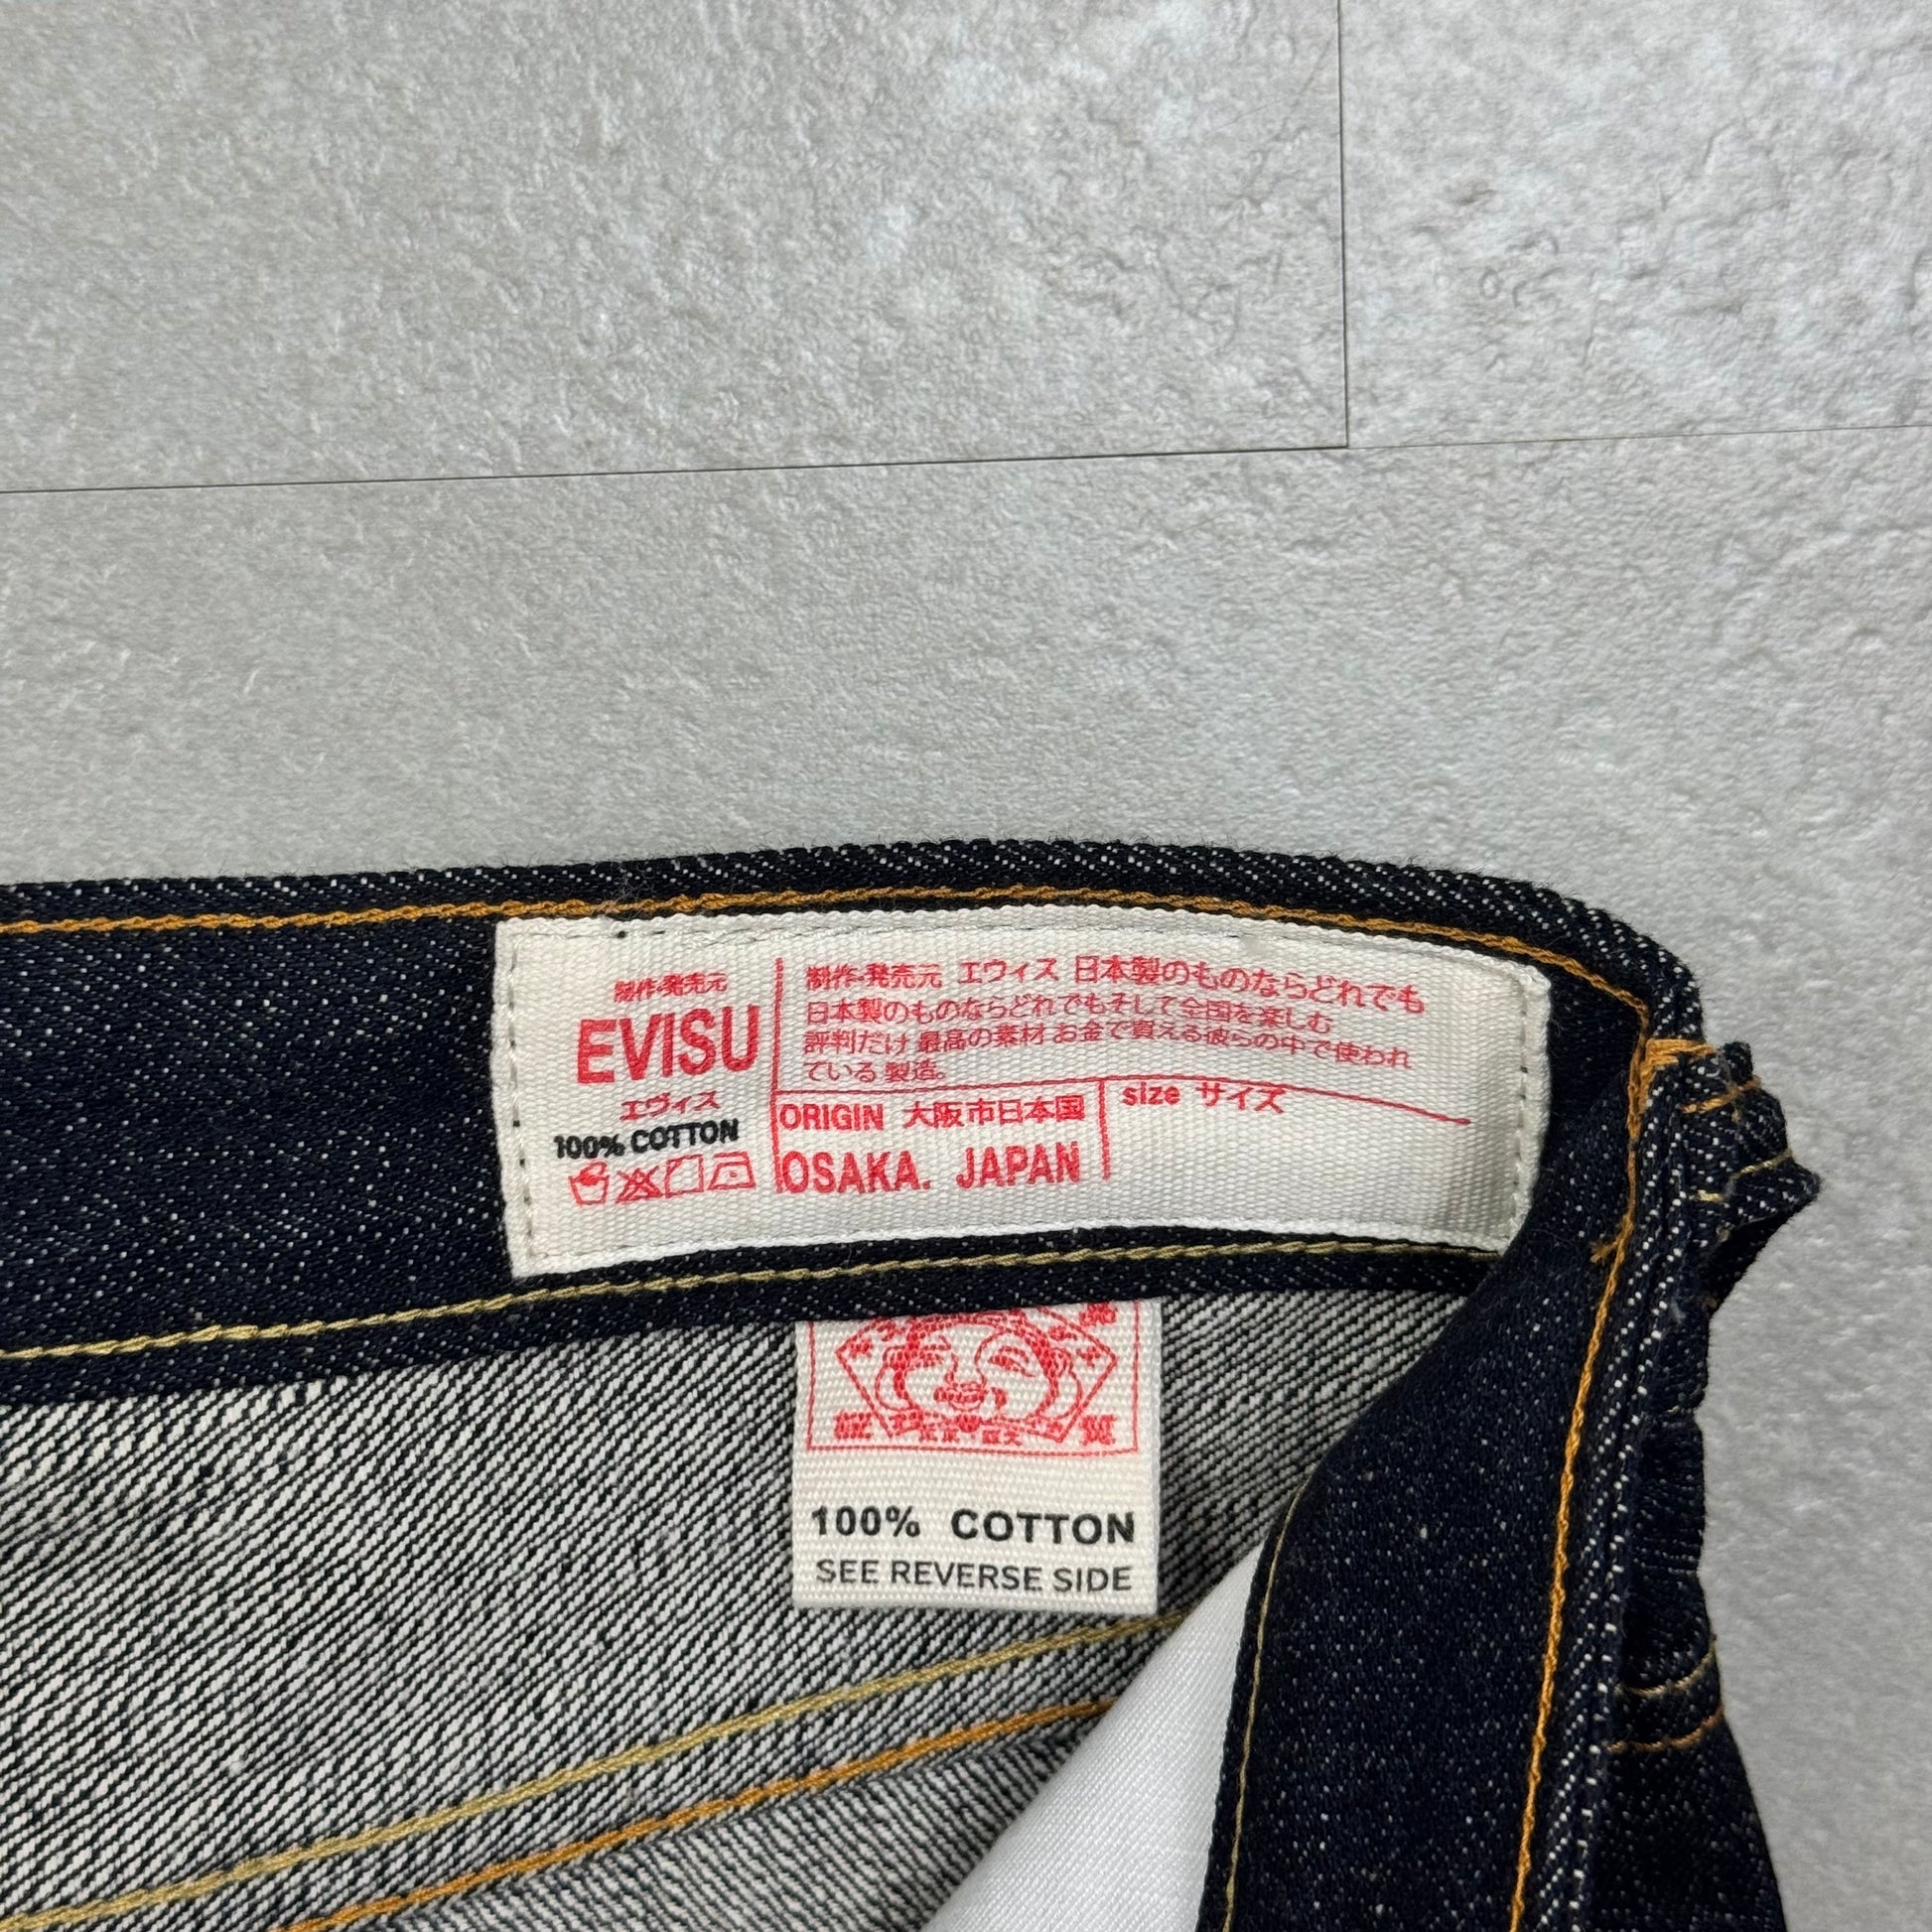 制作·発売元
EVISU
エヴィス
100% COTTON
制作·発売元 エヴィス 日本製のものならどれでも
日本製のものならどれでもそして全国を楽しむ
評判だけ 最高の素材 お金で買える彼らの中で使われ
ている 製造。
ORIGIN 大阪市日本国
OSAKA. JAPAN
size サイズ
100% COTTON
SEE REVERSE SIDE